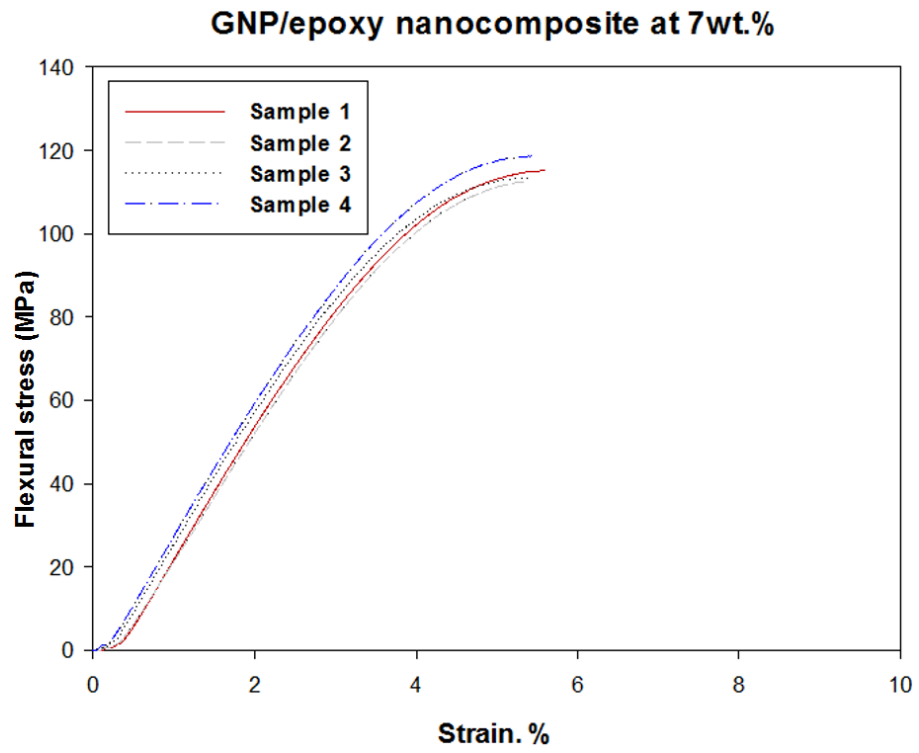 GNP/epoxy nanocomposite at 7wt.%
140
120
100
80
60
40
20
0
Flexural stress (MPa)
Sample 1
Sample 2
Sample 3
Sample 4
0 2 4 6 8 10
Strain. %